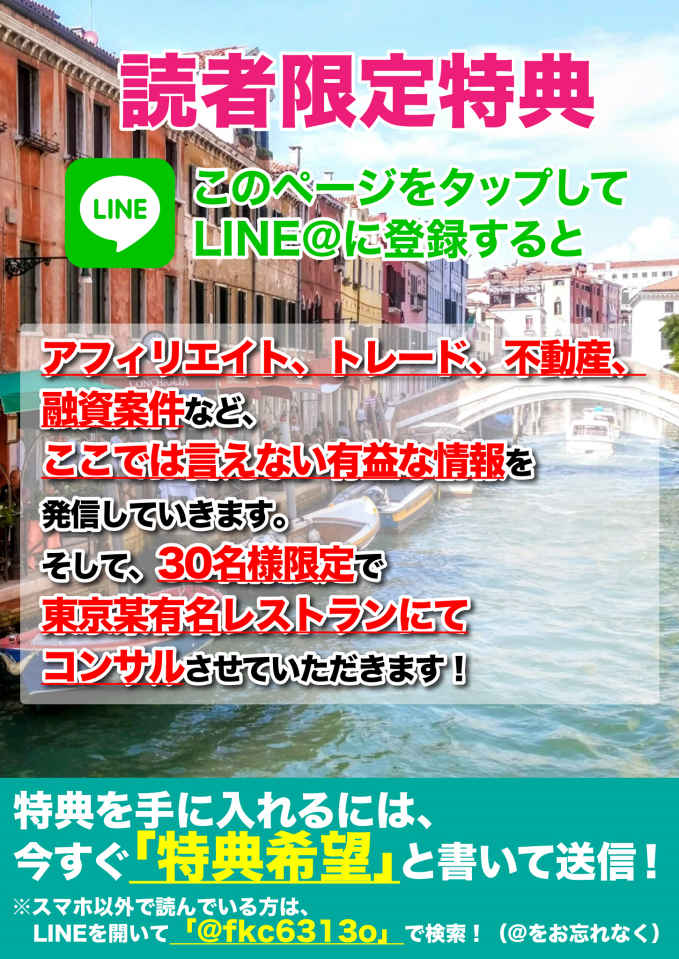 読者限定特典
LINE
このページをタップして
LINE@に登録すると
アフィリエイト、トレード、不動産、
融資案件など、
ここでは言えない有益な情報を
発信していきます。
そして、30名様限定で
東京某有名レストランにて
コンサルさせていただきます！
特典を手に入れるには、
今すぐ「特典希望」と書いて送信！
※スマホ以外で読んでいる方は、
LINEを開いて「@fkc6313o」で検索！（@をお忘れなく）